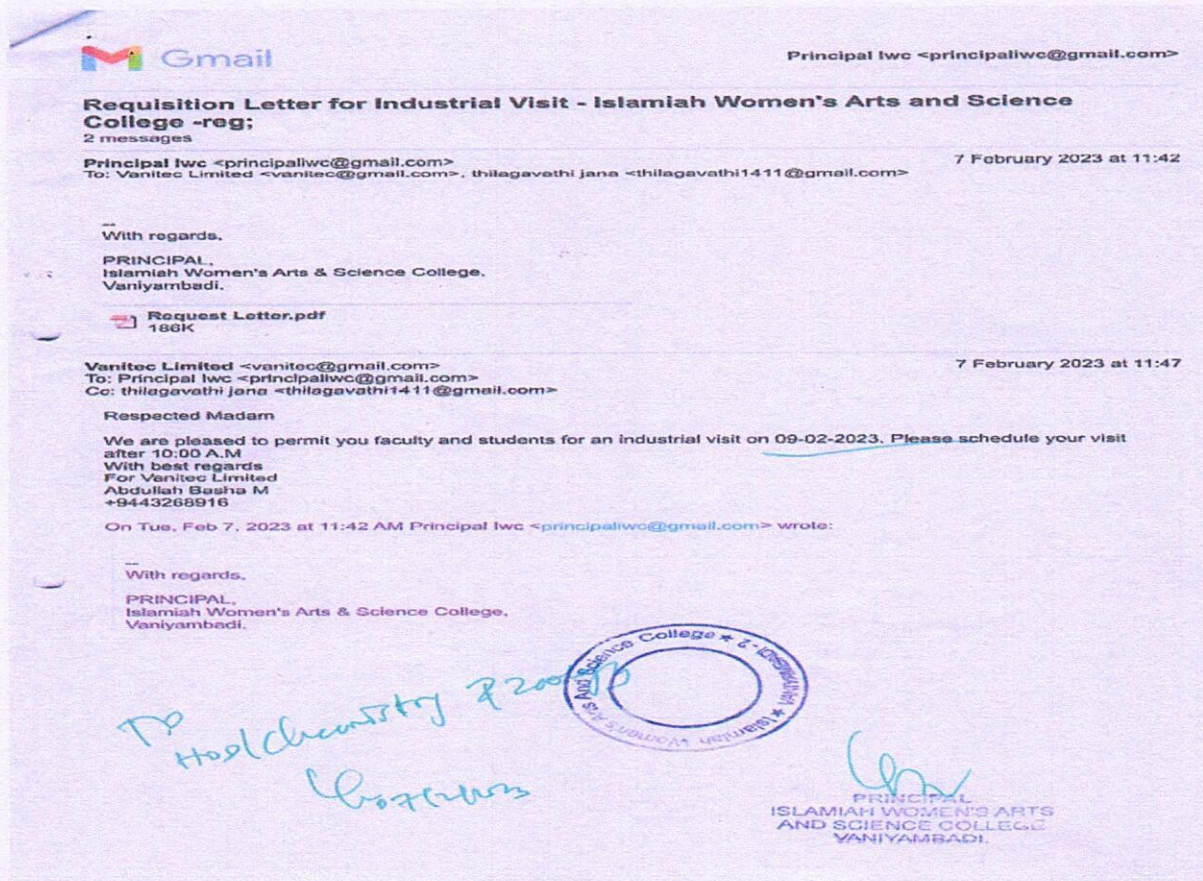 Gmail
Principal Iwc <principaliwc@gmail.com>
Requisition Letter for Industrial Visit - Islamiah Women's Arts and Science
College -reg;
2 messages
Principal Iwc <principaliwc@gmail.com>
7 February 2023 at 11:42
To: Vanitec Limited <vanitec@gmail.com>, thilagavathi jana <thilagavathi1411@gmail.com>
--
With regards,
PRINCIPAL,
Islamiah Women's Arts & Science College,
Vaniyambadi.
Request Letter.pdf
186K
Vanitec Limited <vanitec@gmail.com>
7 February 2023 at 11:47
To: Principal Iwc <principaliwc@gmail.com>
Cc: thilagavathi jana <thilagavathi1411@gmail.com>
Respected Madam
We are pleased to permit you faculty and students for an industrial visit on 09-02-2023. Please schedule your visit
after 10:00 A.M
With best regards
For Vanitec Limited
Abdullah Basha M
+9443268916
On Tue, Feb 7, 2023 at 11:42 AM Principal Iwc <principaliwc@gmail.com> wrote:
--
With regards,
PRINCIPAL,
Islamiah Women's Arts & Science College,
Vaniyambadi.
Islamiah Women's Arts And Science College ★
To
HOD/Chemistry
PRINCIPAL
ISLAMIAH WOMEN'S ARTS
AND SCIENCE COLLEGE
VANIYAMBADI.